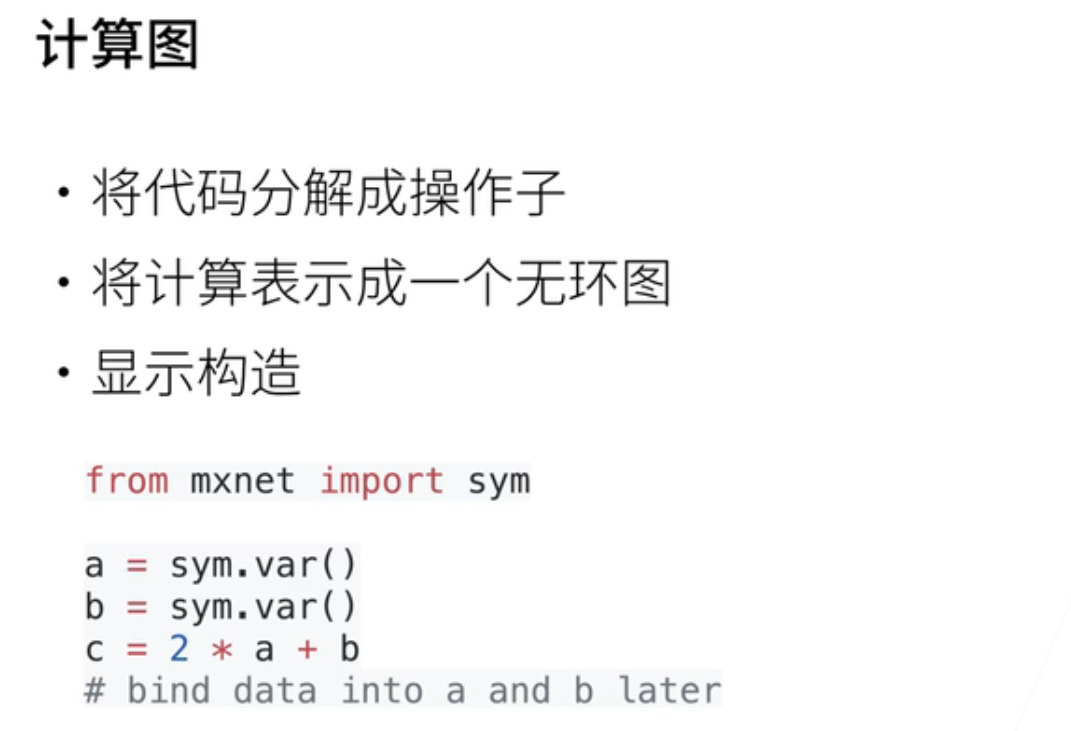 计算图
• 将代码分解成操作子
• 将计算表示成一个无环图
• 显示构造
from mxnet import sym
a = sym.var()
b = sym.var()
c = 2 * a + b
# bind data into a and b later